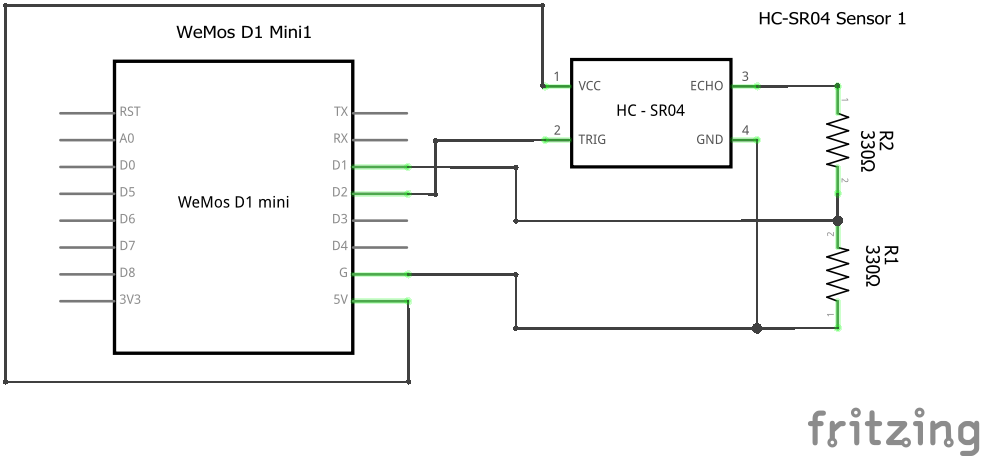 WeMos D1 Mini1
HC-SR04 Sensor 1
1 VCC ECHO 3
HC - SR04
2 TRIG GND 4
RST TX
A0 RX
D0 D1
D5 D2
WeMos D1 mini
D6 D3
D7 D4
D8 G
3V3 5V
1
R2
330Ω
2
2
R1
330Ω
1
fritzing